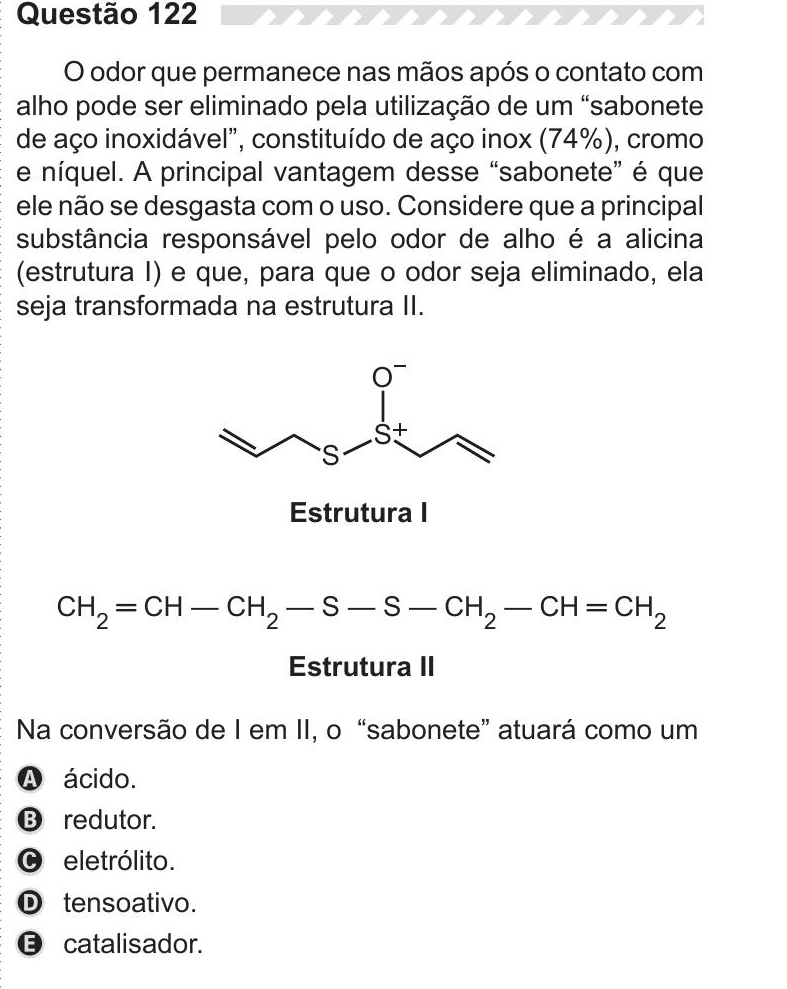 Questão 122
O odor que permanece nas mãos após o contato com
alho pode ser eliminado pela utilização de um “sabonete
de aço inoxidável”, constituído de aço inox (74%), cromo
e níquel. A principal vantagem desse “sabonete” é que
ele não se desgasta com o uso. Considere que a principal
substância responsável pelo odor de alho é a alicina
(estrutura I) e que, para que o odor seja eliminado, ela
seja transformada na estrutura II.
O⁻
S+
S
Estrutura I
CH₂ = CH — CH₂ — S — S — CH₂ — CH = CH₂
Estrutura II
Na conversão de I em II, o “sabonete” atuará como um
A ácido.
B redutor.
C eletrólito.
D tensoativo.
E catalisador.